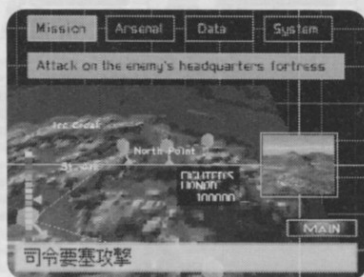 Mission Arsenal Data System
Attack on the enemy's headquarters fortress
North Point
100000
MAIN
司令要塞攻撃